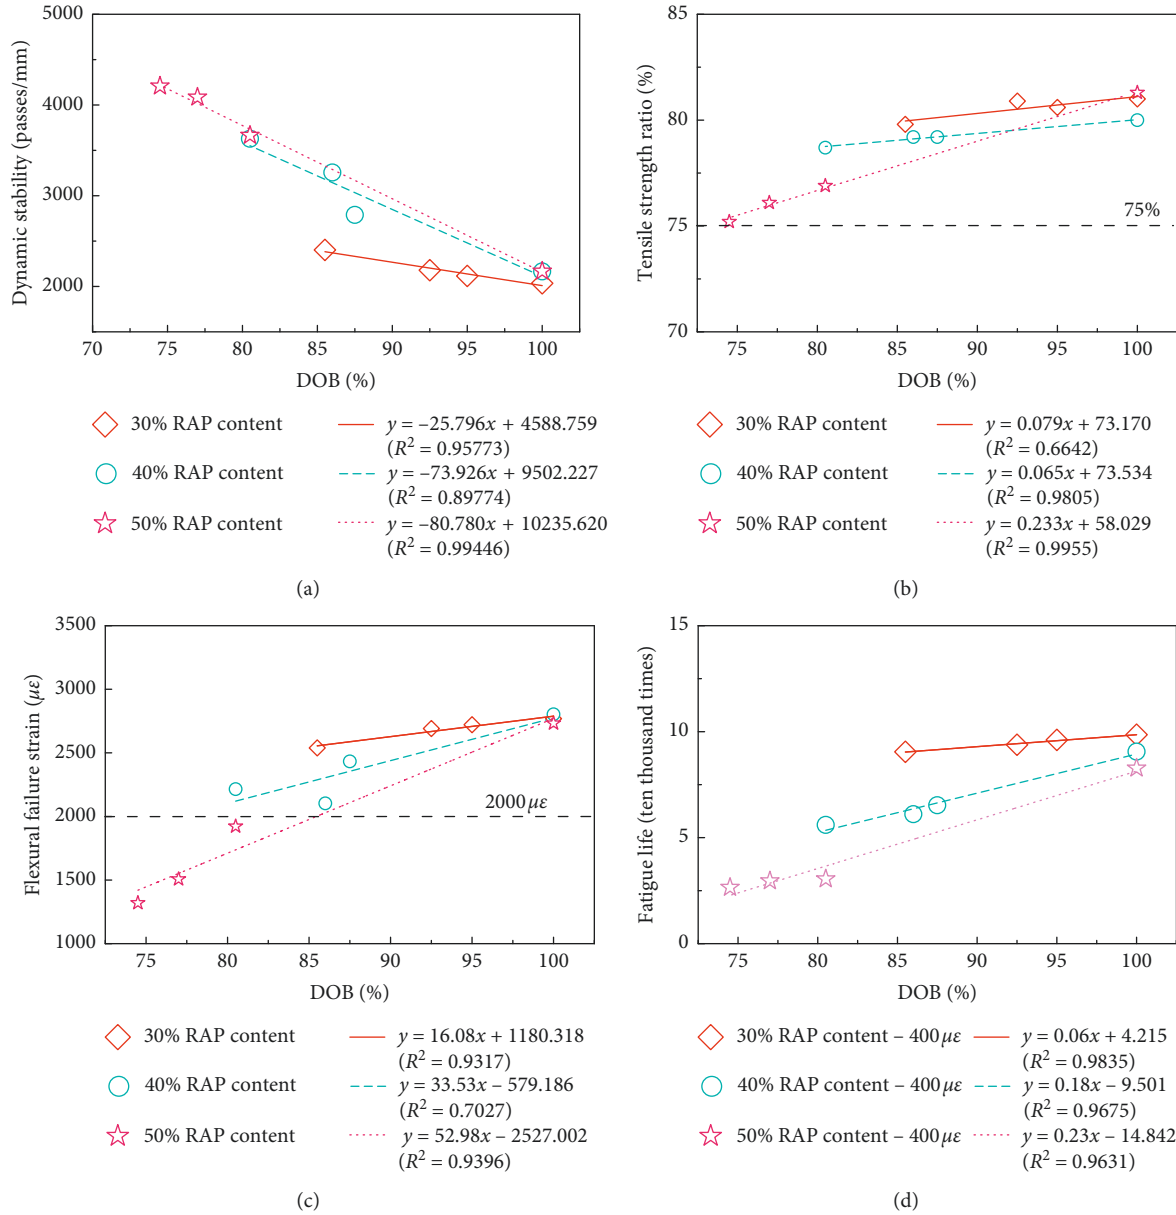 5000
4000
3000
2000
Dynamic stability (passes/mm)
70 75 80 85 90 95 100
DOB (%)
30% RAP content
y = –25.796x + 4588.759
(R² = 0.95773)
40% RAP content
y = –73.926x + 9502.227
(R² = 0.89774)
50% RAP content
y = –80.780x + 10235.620
(R² = 0.99446)
(a)
85
80
75
70
Tensile strength ratio (%)
75%
75 80 85 90 95 100
DOB (%)
30% RAP content
y = 0.079x + 73.170
(R² = 0.6642)
40% RAP content
y = 0.065x + 73.534
(R² = 0.9805)
50% RAP content
y = 0.233x + 58.029
(R² = 0.9955)
(b)
3500
3000
2500
2000
1500
1000
Flexural failure strain (με)
2000 με
75 80 85 90 95 100
DOB (%)
30% RAP content
y = 16.08x + 1180.318
(R² = 0.9317)
40% RAP content
y = 33.53x – 579.186
(R² = 0.7027)
50% RAP content
y = 52.98x – 2527.002
(R² = 0.9396)
(c)
15
10
5
0
Fatigue life (ten thousand times)
75 80 85 90 95 100
DOB (%)
30% RAP content – 400 με
y = 0.06x + 4.215
(R² = 0.9835)
40% RAP content – 400 με
y = 0.18x – 9.501
(R² = 0.9675)
50% RAP content – 400 με
y = 0.23x – 14.842
(R² = 0.9631)
(d)